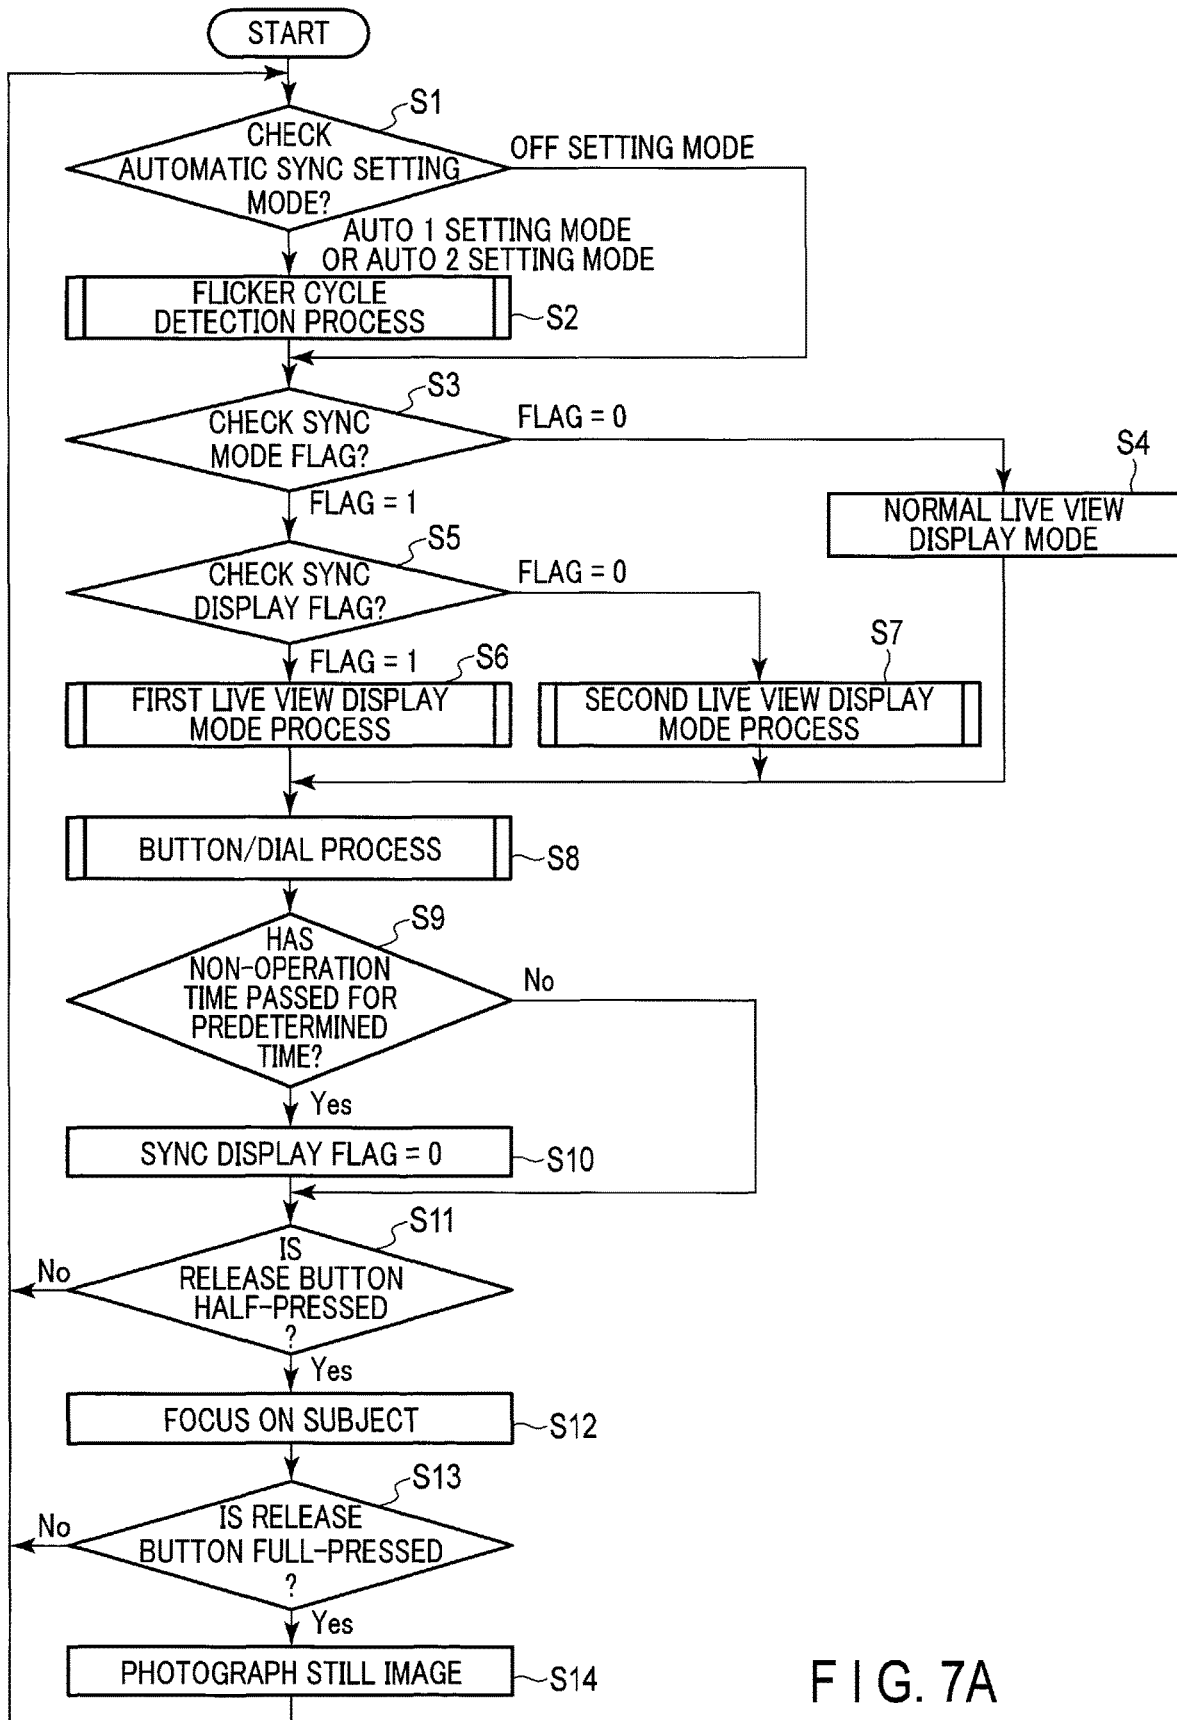 START
S1
CHECK
AUTOMATIC SYNC SETTING
MODE?
OFF SETTING MODE
AUTO 1 SETTING MODE
OR AUTO 2 SETTING MODE
FLICKER CYCLE
DETECTION PROCESS
S2
S3
CHECK SYNC
MODE FLAG?
FLAG = 0
S4
NORMAL LIVE VIEW
DISPLAY MODE
FLAG = 1
S5
CHECK SYNC
DISPLAY FLAG?
FLAG = 0
FLAG = 1
S6
FIRST LIVE VIEW DISPLAY
MODE PROCESS
S7
SECOND LIVE VIEW DISPLAY
MODE PROCESS
BUTTON/DIAL PROCESS
S8
S9
HAS
NON-OPERATION
TIME PASSED FOR
PREDETERMINED
TIME?
No
Yes
SYNC DISPLAY FLAG = 0
S10
S11
IS
RELEASE BUTTON
HALF-PRESSED
?
No
Yes
FOCUS ON SUBJECT
S12
S13
IS RELEASE
BUTTON FULL-PRESSED
?
No
Yes
PHOTOGRAPH STILL IMAGE
S14
FIG. 7A